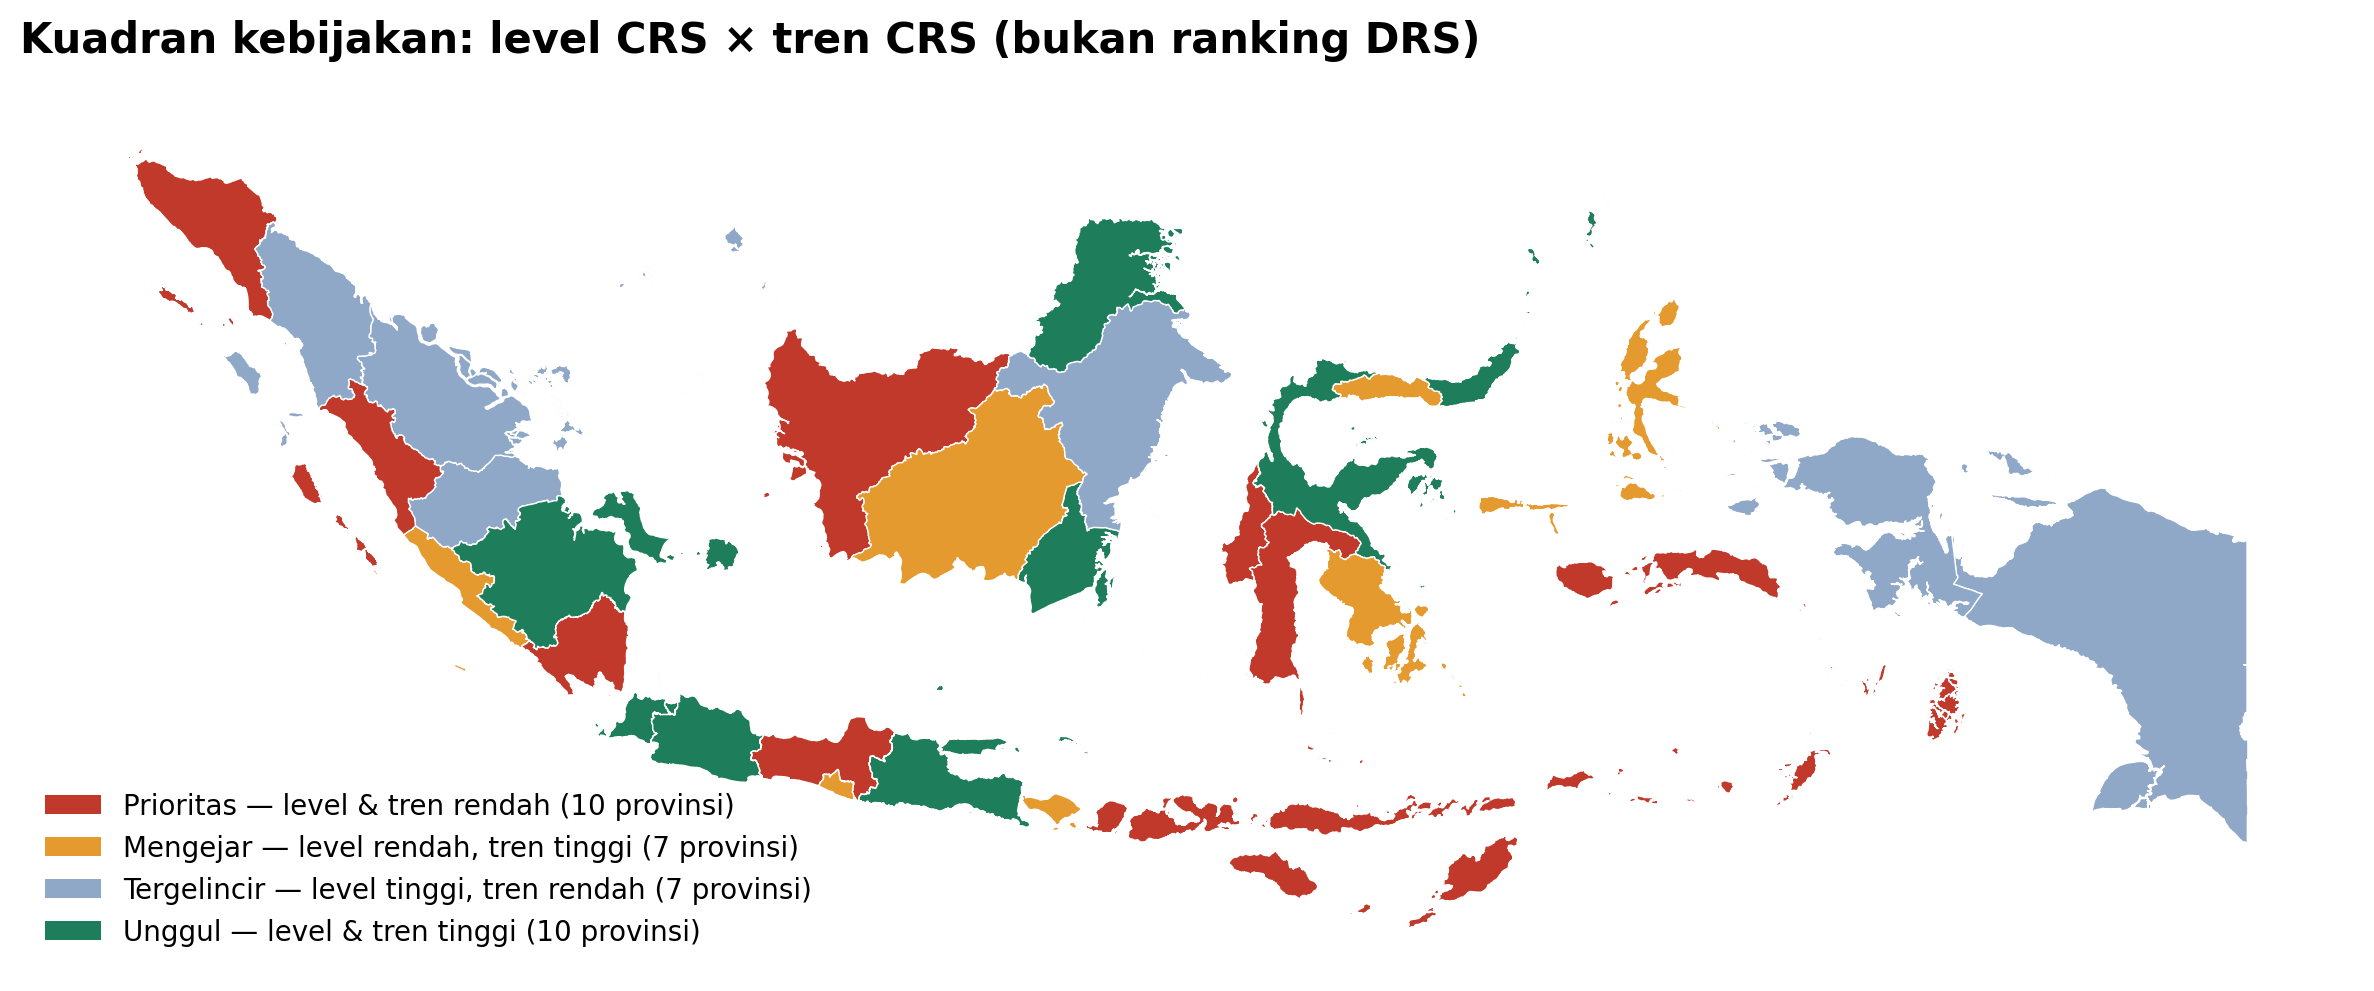 Kuadran kebijakan: level CRS × tren CRS (bukan ranking DRS)
Prioritas — level & tren rendah (10 provinsi)
Mengejar — level rendah, tren tinggi (7 provinsi)
Tergelincir — level tinggi, tren rendah (7 provinsi)
Unggul — level & tren tinggi (10 provinsi)